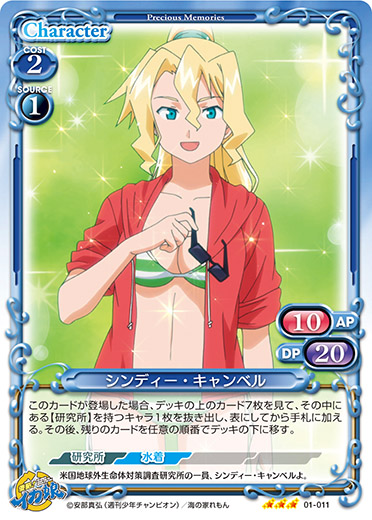 Precious Memories
Character
COST
2
SOURCE
1
10 AP
DP 20
シンディー・キャンベル
このカードが登場した場合、デッキの上のカード7枚を見て、その中に
ある【研究所】を持つキャラ1枚を抜き出し、表にしてから手札に加え
る。その後、残りのカードを任意の順番でデッキの下に移す。
研究所 水着
米国地球外生命体対策調査研究所の一員、シンディー・キャンベルよ。
©安部真弘(週刊少年チャンピオン)/海の家れもん
01-011